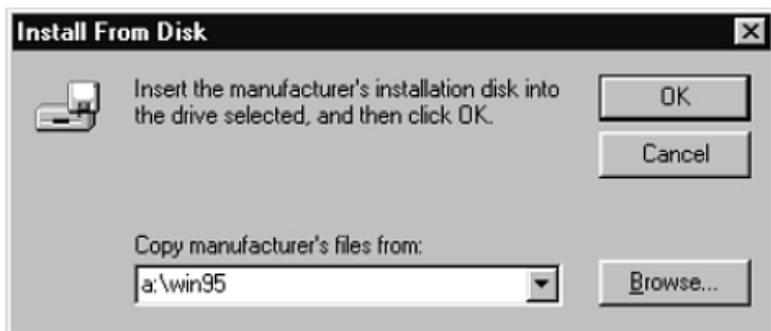 Install From Disk
Insert the manufacturer's installation disk into
the drive selected, and then click OK.
OK
Cancel
Copy manufacturer's files from:
a:\win95
Browse...